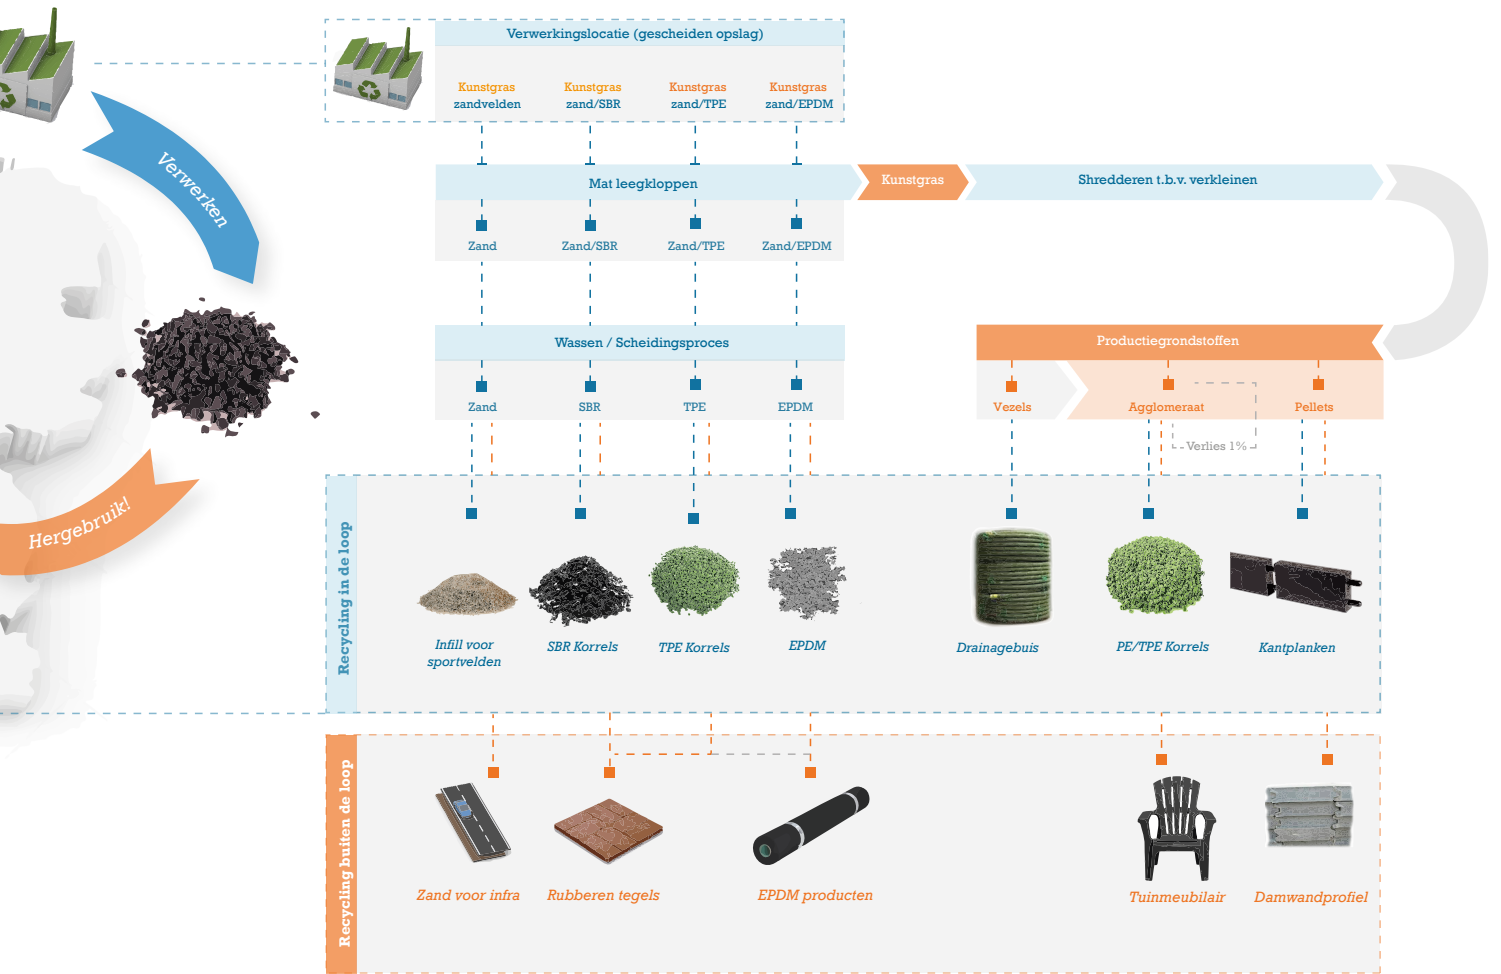 Verwerkingslocatie (gescheiden opslag)
Kunstgras
zandvelden
Kunstgras
zand/SBR
Kunstgras
zand/TPE
Kunstgras
zand/EPDM
Verwerken
Mat leegkloppen
Kunstgras
Shredderen t.b.v. verkleinen
Zand
Zand/SBR
Zand/TPE
Zand/EPDM
Wassen / Scheidingsproces
Productiegrondstoffen
Zand
SBR
TPE
EPDM
Vezels
Agglomeraat
Pellets
Verlies 1%
Hergebruik!
Recycling in de loop
Infill voor
sportvelden
SBR Korrels
TPE Korrels
EPDM
Drainagebuis
PE/TPE Korrels
Kantplanken
Recycling buiten de loop
Zand voor infra
Rubberen tegels
EPDM producten
Tuinmeubilair
Damwandprofiel